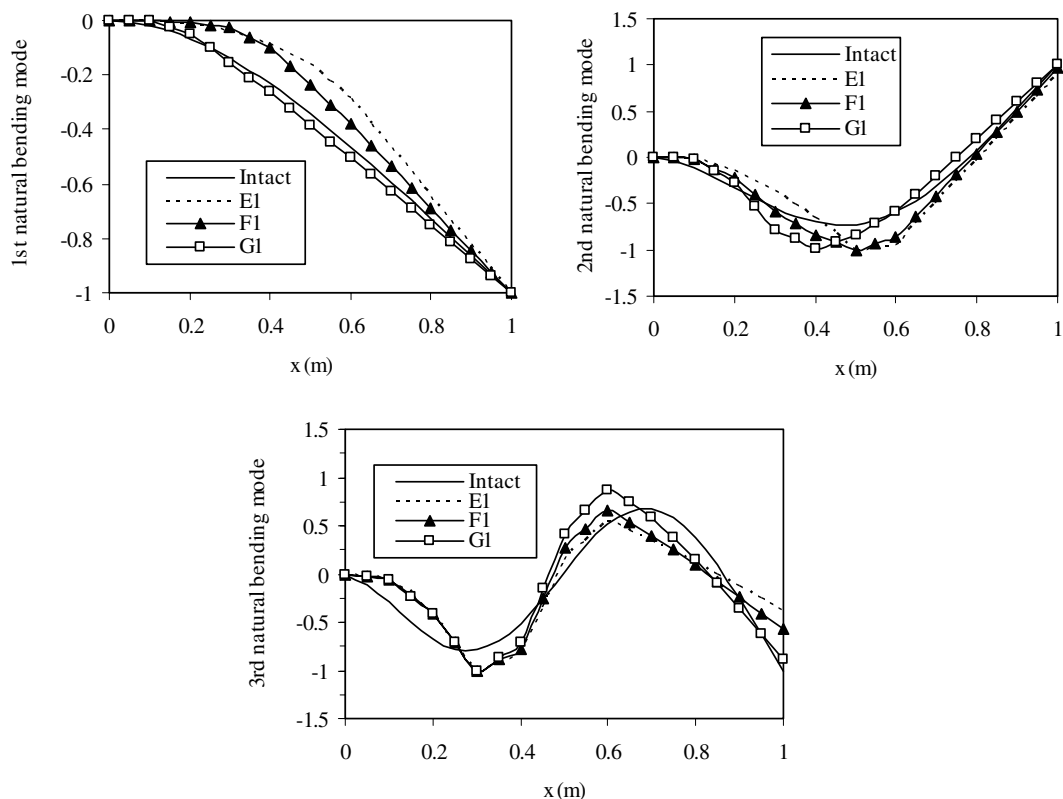 1st natural bending mode
0
-0.2
-0.4
-0.6
-0.8
-1
Intact
E1
F1
G1
0 0.2 0.4 0.6 0.8 1
x (m)
2nd natural bending mode
1.5
1
0.5
0
-0.5
-1
-1.5
Intact
E1
F1
G1
0 0.2 0.4 0.6 0.8 1
x (m)
3rd natural bending mode
1.5
1
0.5
0
-0.5
-1
-1.5
Intact
E1
F1
G1
0 0.2 0.4 0.6 0.8 1
x (m)